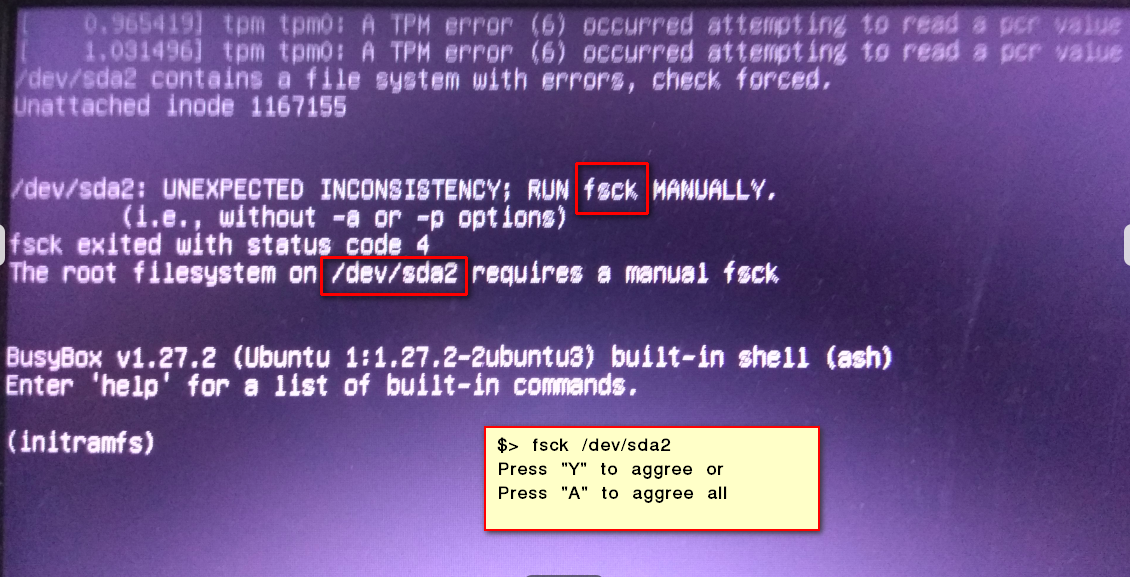 [    0.965419] tpm tpm0: A TPM error (6) occurred attempting to read a pcr value
[    1.031496] tpm tpm0: A TPM error (6) occurred attempting to read a pcr value
/dev/sda2 contains a file system with errors, check forced.
Unattached inode 1167155
/dev/sda2: UNEXPECTED INCONSISTENCY; RUN fsck MANUALLY.
(i.e., without -a or -p options)
fsck exited with status code 4
The root filesystem on /dev/sda2 requires a manual fsck
BusyBox v1.27.2 (Ubuntu 1:1.27.2-2ubuntu3) built-in shell (ash)
Enter 'help' for a list of built-in commands.
(initramfs)
$> fsck /dev/sda2
Press "Y" to aggree or
Press "A" to aggree all